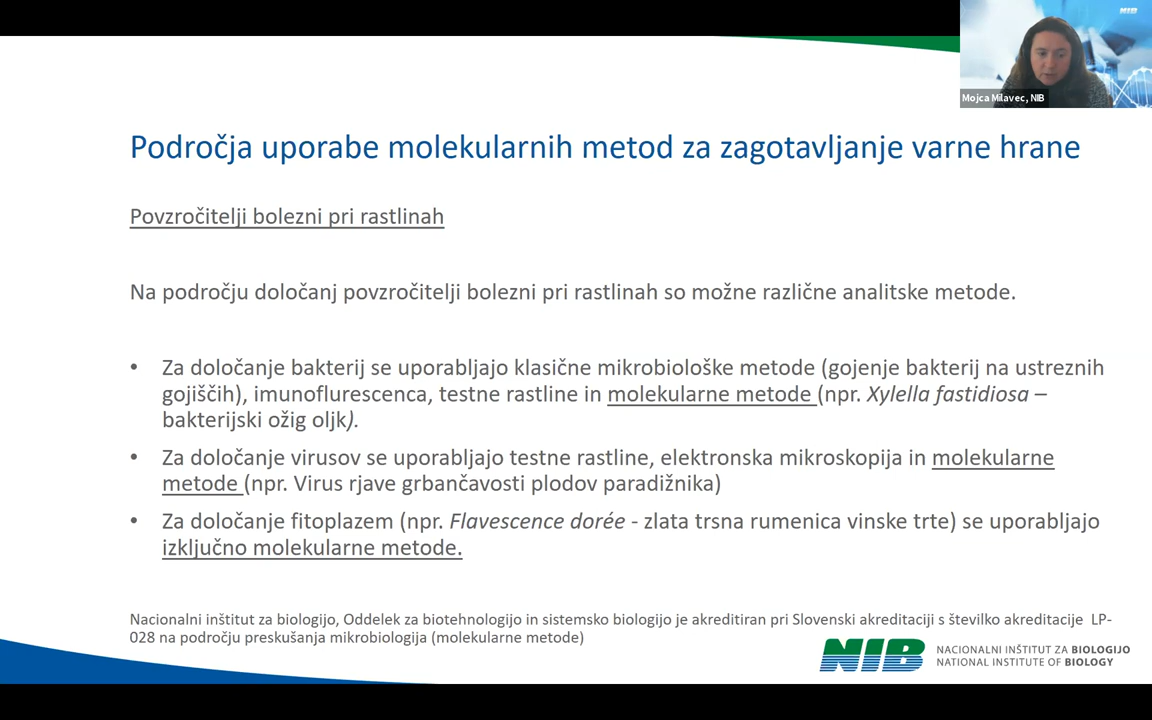 NIB
Mojca Milavec, NIB
Področja uporabe molekularnih metod za zagotavljanje varne hrane
Povzročitelji bolezni pri rastlinah
Na področju določanj povzročitelji bolezni pri rastlinah so možne različne analitske metode.
• Za določanje bakterij se uporabljajo klasične mikrobiološke metode (gojenje bakterij na ustreznih
gojiščih), imunoflurescenca, testne rastline in molekularne metode (npr. Xylella fastidiosa –
bakterijski ožig oljk).
• Za določanje virusov se uporabljajo testne rastline, elektronska mikroskopija in molekularne
metode (npr. Virus rjave grbančavosti plodov paradižnika)
• Za določanje fitoplazem (npr. Flavescence dorée - zlata trsna rumenica vinske trte) se uporabljajo
izključno molekularne metode.
Nacionalni inštitut za biologijo, Oddelek za biotehnologijo in sistemsko biologijo je akreditiran pri Slovenski akreditaciji s številko akreditacije LP-
028 na področju preskušanja mikrobiologija (molekularne metode)
NIB
NACIONALNI INŠTITUT ZA BIOLOGIJO
NATIONAL INSTITUTE OF BIOLOGY